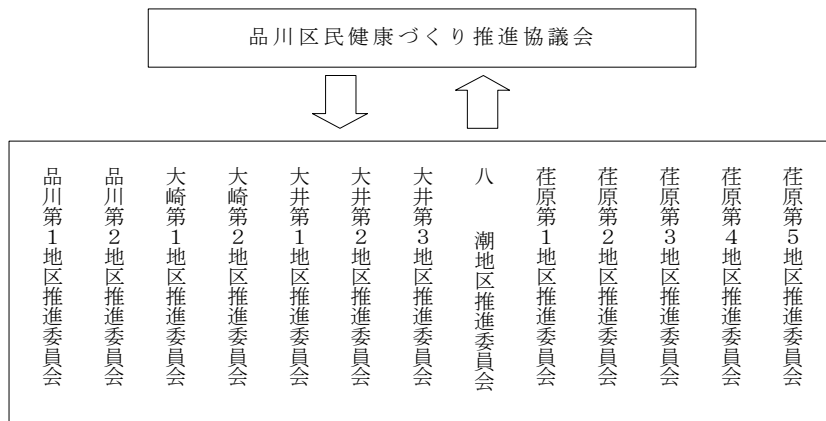 品川区民健康づくり推進協議会
品川第1地区推進委員会
品川第2地区推進委員会
大崎第1地区推進委員会
大崎第2地区推進委員会
大井第1地区推進委員会
大井第2地区推進委員会
大井第3地区推進委員会
八 潮地区推進委員会
荏原第1地区推進委員会
荏原第2地区推進委員会
荏原第3地区推進委員会
荏原第4地区推進委員会
荏原第5地区推進委員会